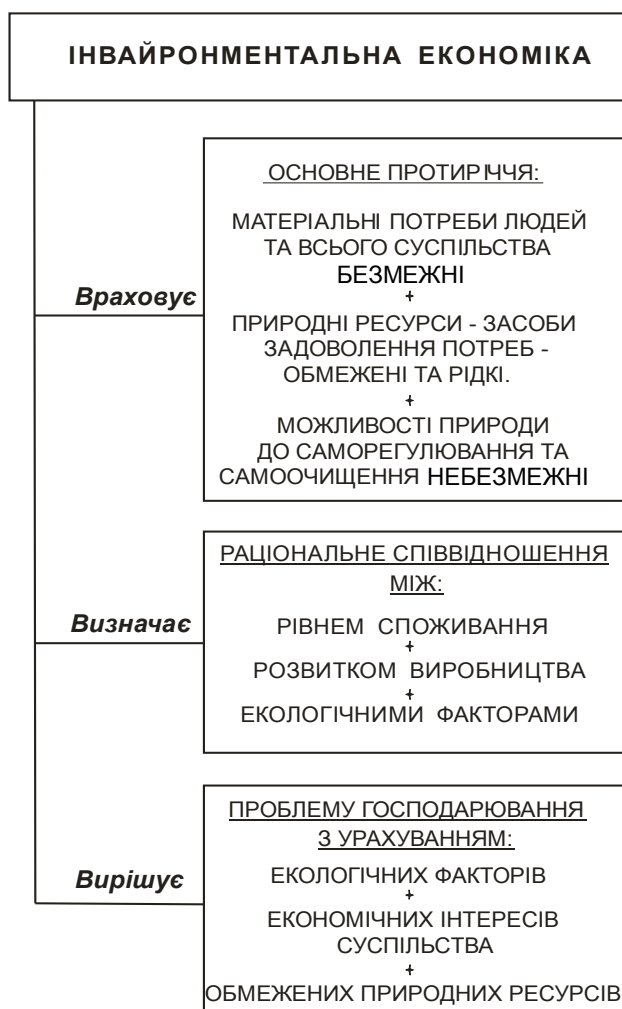 ІНВАЙРОНМЕНТАЛЬНА ЕКОНОМІКА
Враховує
ОСНОВНЕ ПРОТИРІЧЧЯ:
МАТЕРІАЛЬНІ ПОТРЕБИ ЛЮДЕЙ
ТА ВСЬОГО СУСПІЛЬСТВА
БЕЗМЕЖНІ
+
ПРИРОДНІ РЕСУРСИ - ЗАСОБИ
ЗАДОВОЛЕННЯ ПОТРЕБ -
ОБМЕЖЕНІ ТА РІДКІ.
+
МОЖЛИВОСТІ ПРИРОДИ
ДО САМОРЕГУЛЮВАННЯ ТА
САМООЧИЩЕННЯ НЕБЕЗМЕЖНІ
Визначає
РАЦІОНАЛЬНЕ СПІВВІДНОШЕННЯ
МІЖ:
РІВНЕМ СПОЖИВАННЯ
+
РОЗВИТКОМ ВИРОБНИЦТВА
+
ЕКОЛОГІЧНИМИ ФАКТОРАМИ
Вирішує
ПРОБЛЕМУ ГОСПОДАРЮВАННЯ
З УРАХУВАННЯМ:
ЕКОЛОГІЧНИХ ФАКТОРІВ
+
ЕКОНОМІЧНИХ ІНТЕРЕСІВ
СУСПІЛЬСТВА
+
ОБМЕЖЕНИХ ПРИРОДНИХ РЕСУРСІВ